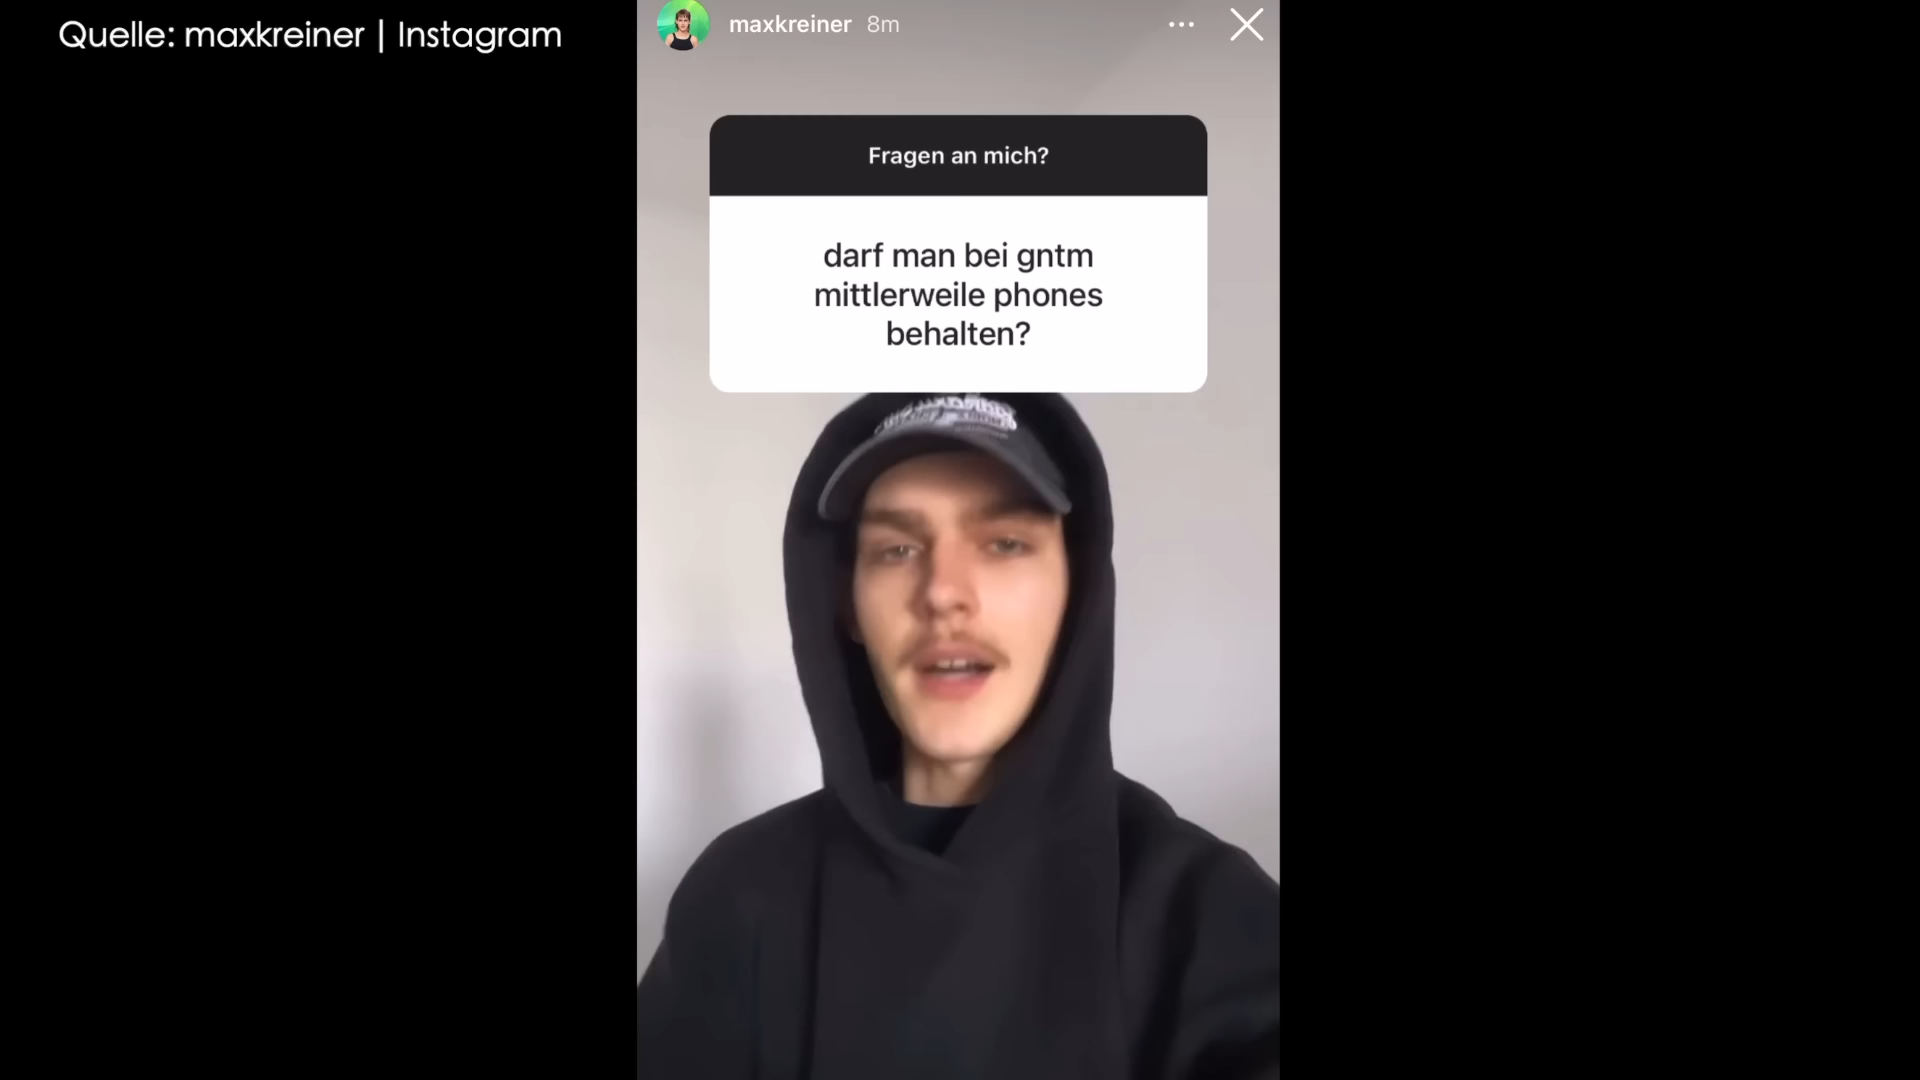 Quelle: maxkreiner | Instagram
maxkreiner 8m
Fragen an mich?
darf man bei gntm
mittlerweile phones
behalten?